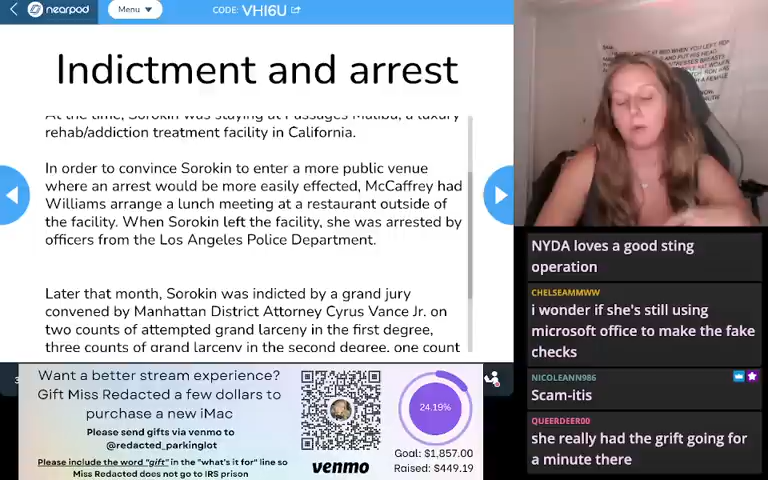 nearpod
Menu
CODE: VHI6U
Indictment and arrest
At the time, Sorokin was staying at Passages Malibu, a luxury
rehab/addiction treatment facility in California.
In order to convince Sorokin to enter a more public venue
where an arrest would be more easily effected, McCaffrey had
Williams arrange a lunch meeting at a restaurant outside of
the facility. When Sorokin left the facility, she was arrested by
officers from the Los Angeles Police Department.
Later that month, Sorokin was indicted by a grand jury
convened by Manhattan District Attorney Cyrus Vance Jr. on
two counts of attempted grand larceny in the first degree,
three counts of grand larceny in the second degree, one count
NYDA loves a good sting
operation
CHELSEAMMWW
i wonder if she's still using
microsoft office to make the fake
checks
NICOLEANN986
Scam-itis
QUEERDEER00
she really had the grift going for
a minute there
Want a better stream experience?
Gift Miss Redacted a few dollars to
purchase a new iMac
Please send gifts via venmo to
@redacted_parkinglot
Please include the word "gift" in the "what's it for" line so
Miss Redacted does not go to IRS prison
venmo
24.19%
Goal: $1,857.00
Raised: $449.19